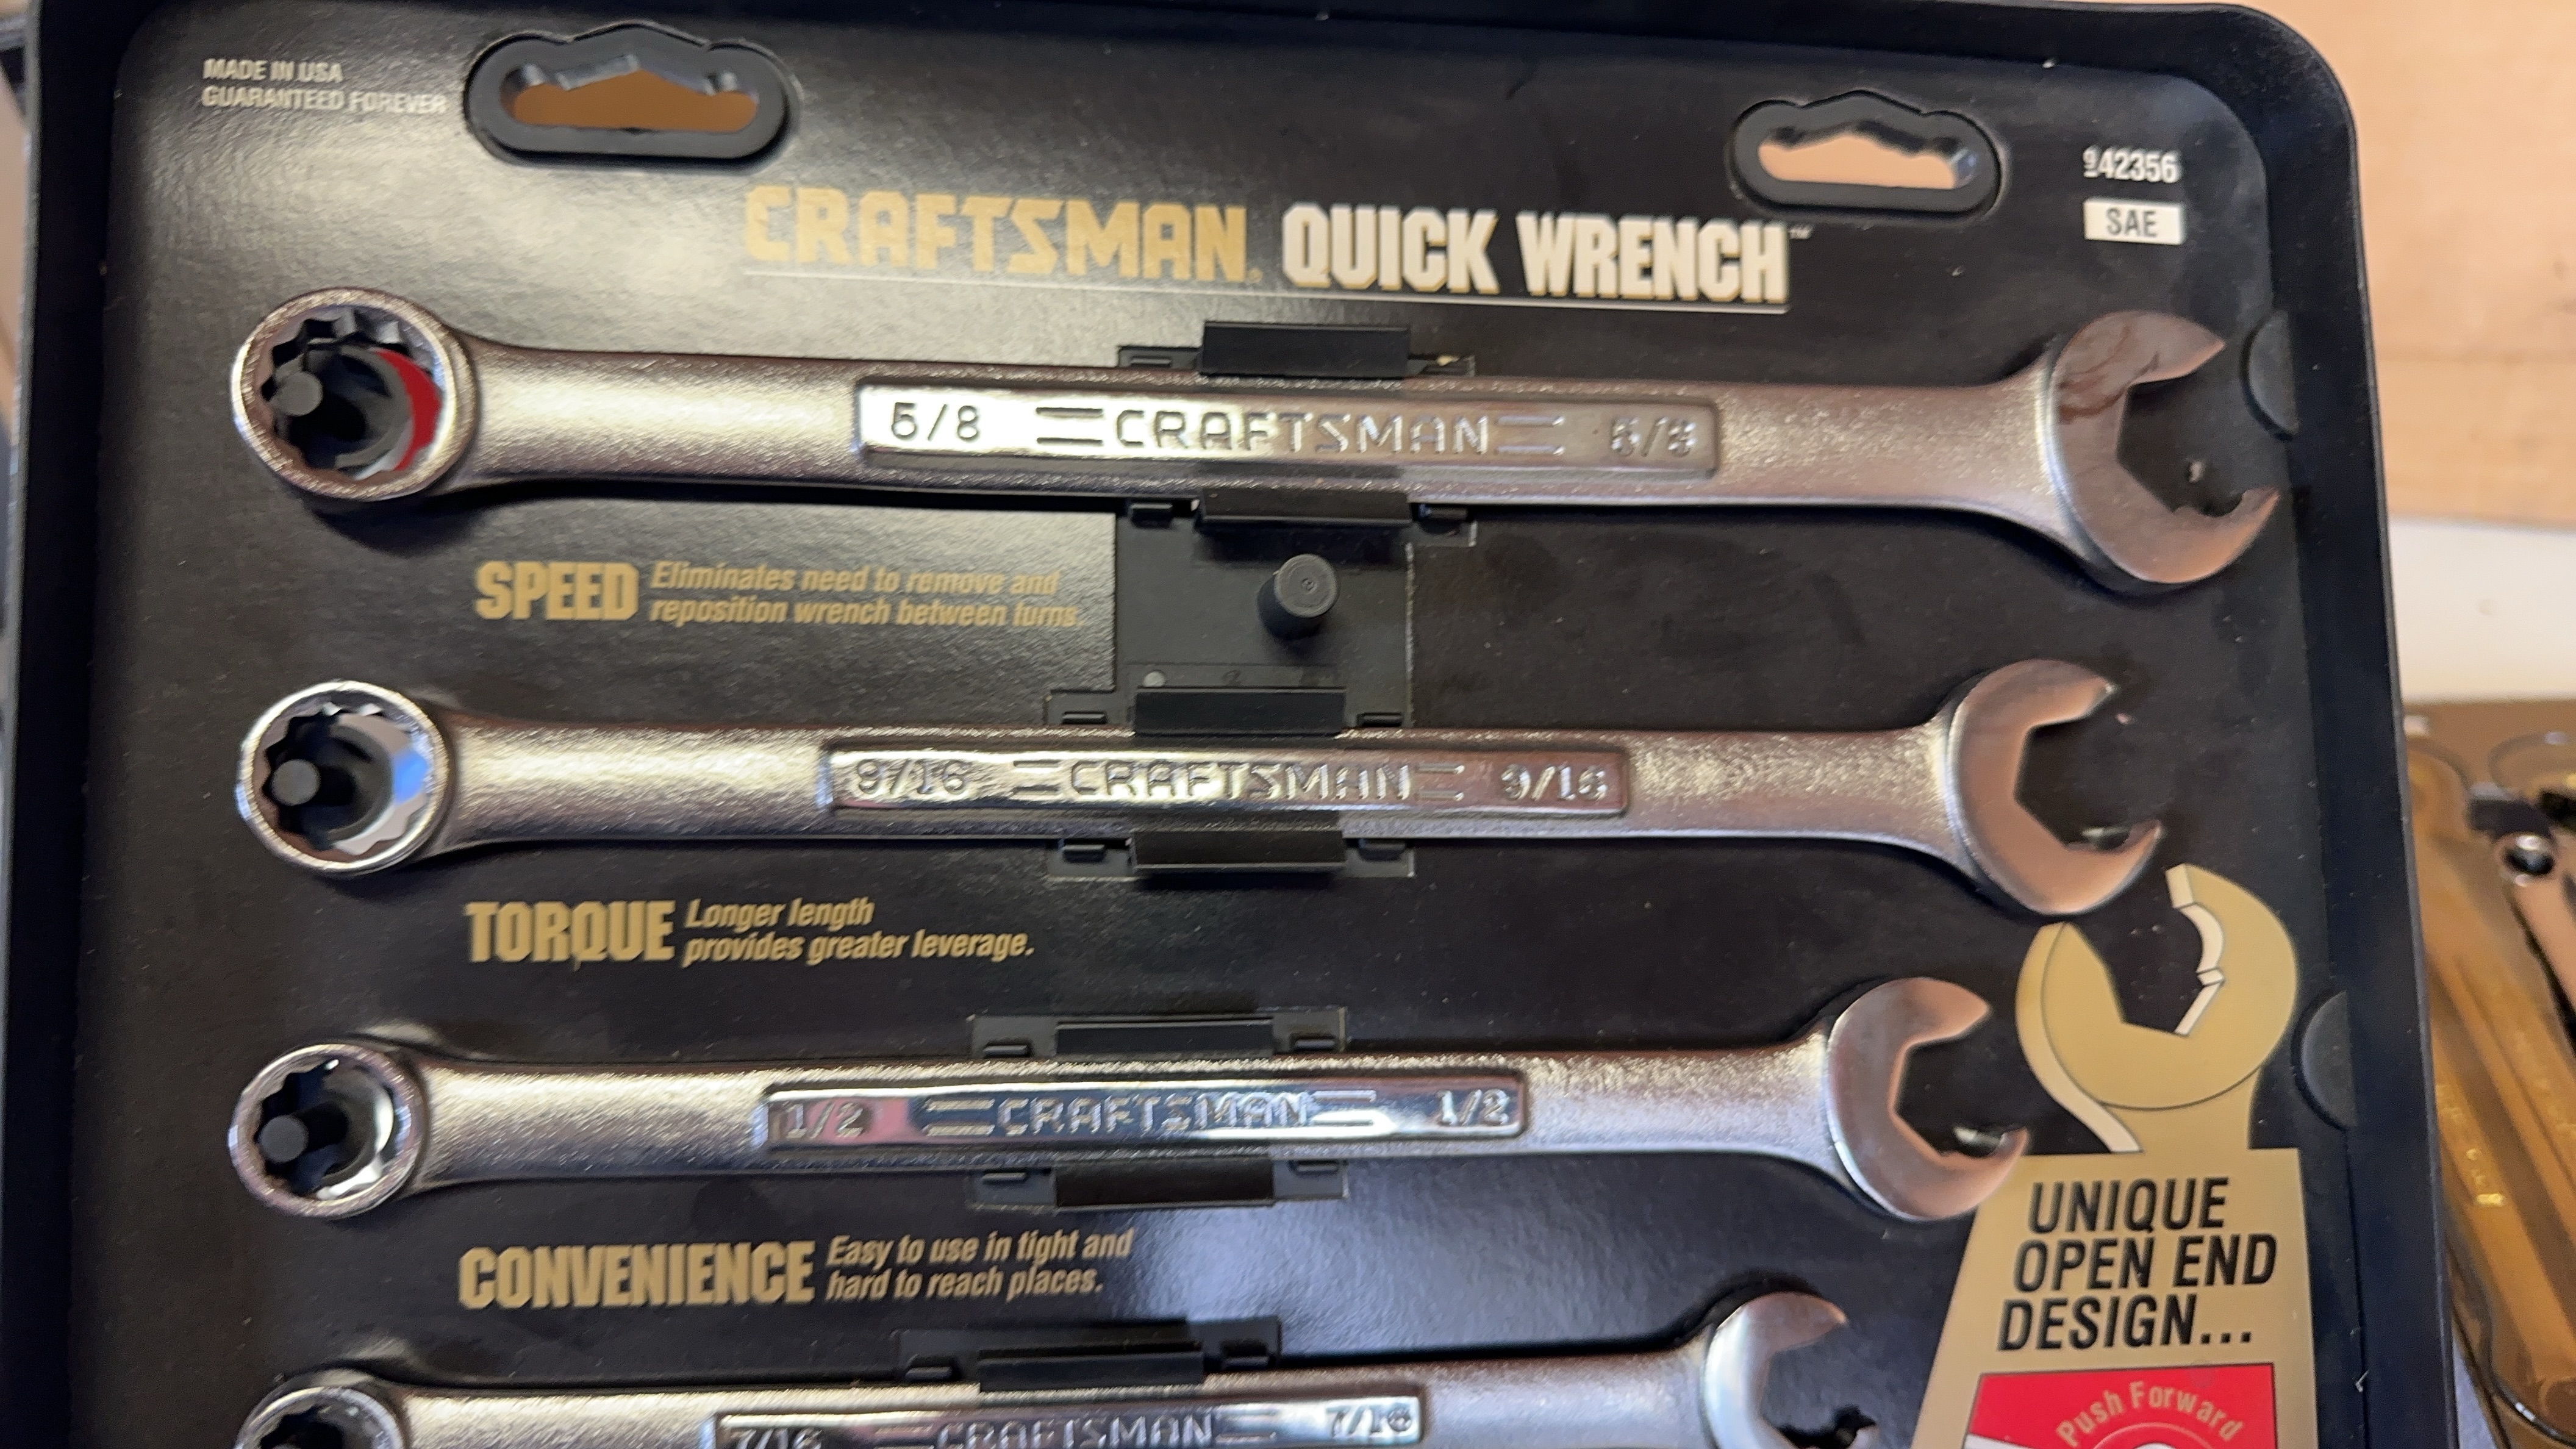 MADE IN USA
GUARANTEED FOREVER
942356
SAE
CRAFTSMAN® QUICK WRENCH™
5/8 CRAFTSMAN 5/8
SPEED Eliminates need to remove and
reposition wrench between turns.
9/16 CRAFTSMAN 9/16
TORQUE Longer length
provides greater leverage.
1/2 CRAFTSMAN 1/2
CONVENIENCE Easy to use in tight and
hard to reach places.
UNIQUE
OPEN END
DESIGN...
Push Forward
7/16 CRAFTSMAN 7/16